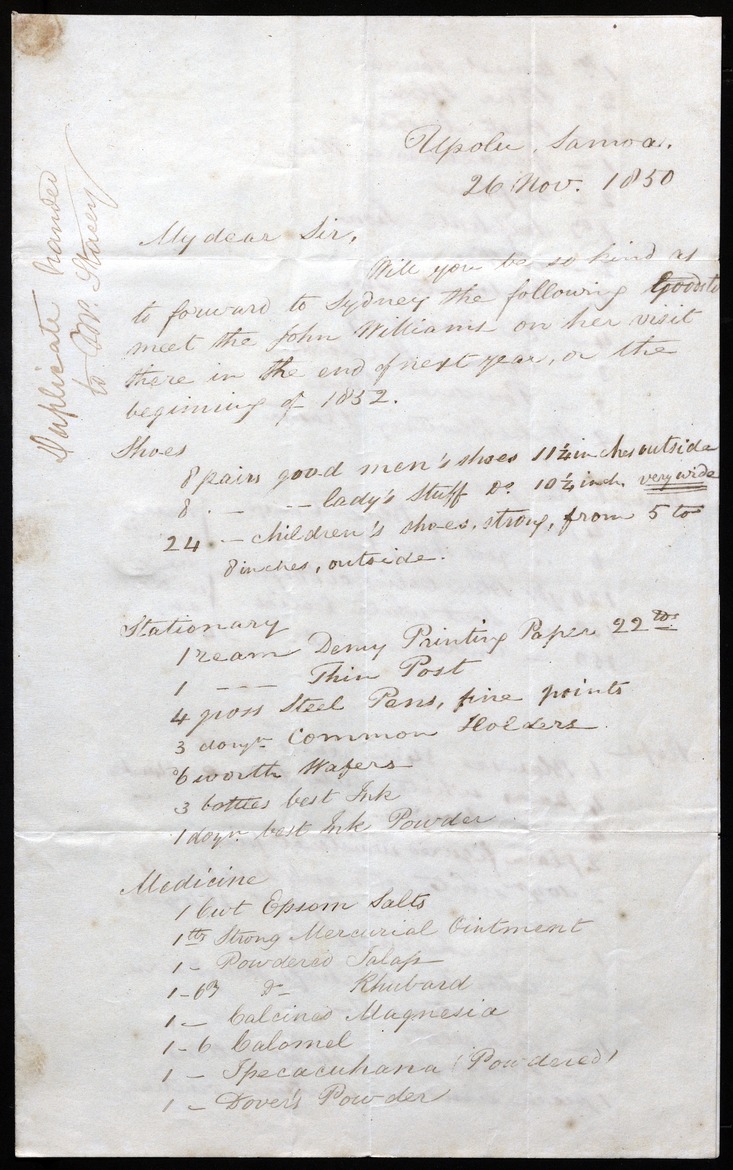 Upolu, Samoa.
26 Nov. 1850
My dear Sir,
Will you be so kind as
to forward to Sydney the following Goods to
meet the John Williams on her visit
there in the end of next year, or the
beginning of 1852.
Shoes
8 pairs good men's shoes 11¼ inches outside
8 . — — lady's Stuff Do. 10¼ inch. very wide
24 . — children's shoes, strong, from 5 to
8 inches, outside.
Stationary
1 ream Demy Printing Paper 22 lbs
1 — — Thin Post
4 gross Steel Pens, fine points
3 dozn Common Holders
6 worth Wafers
3 bottles best Ink
1 dozn. best Ink Powder
Medicine
1 Cwt Epsom Salts
1 lb Strong Mercurial Ointment
1 - Powdered Jalap
1 - Do Rhubard
1 - Calcined Magnesia
1 - 6 Calomel
1 - Ipecacuhana (Powdered)
1 - Dover's Powder
Duplicate handed
to Mr. Stacey